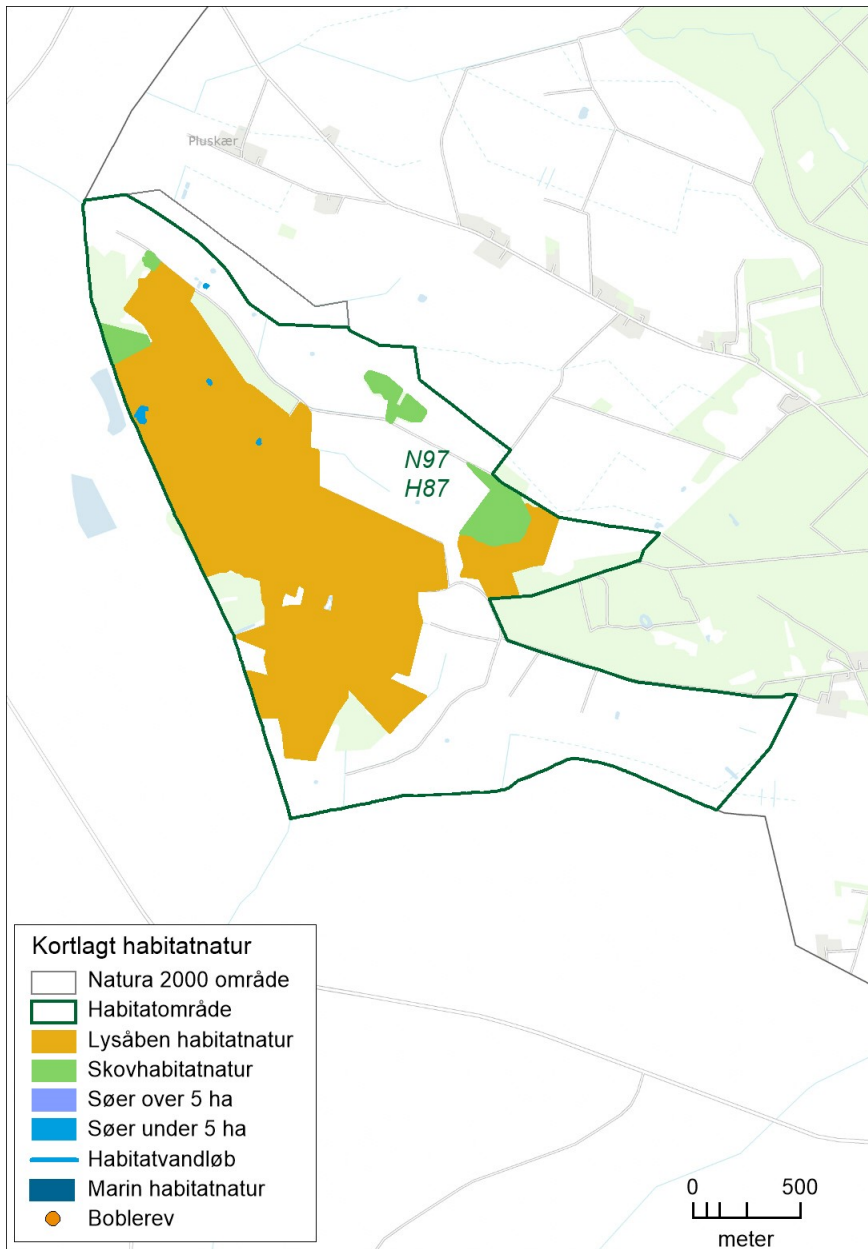 Pluskær
N97
H87
Kortlagt habitatnatur
Natura 2000 område
Habitatområde
Lysåben habitatnatur
Skovhabitatnatur
Søer over 5 ha
Søer under 5 ha
Habitatvandløb
Marin habitatnatur
Boblerev
0 500
meter